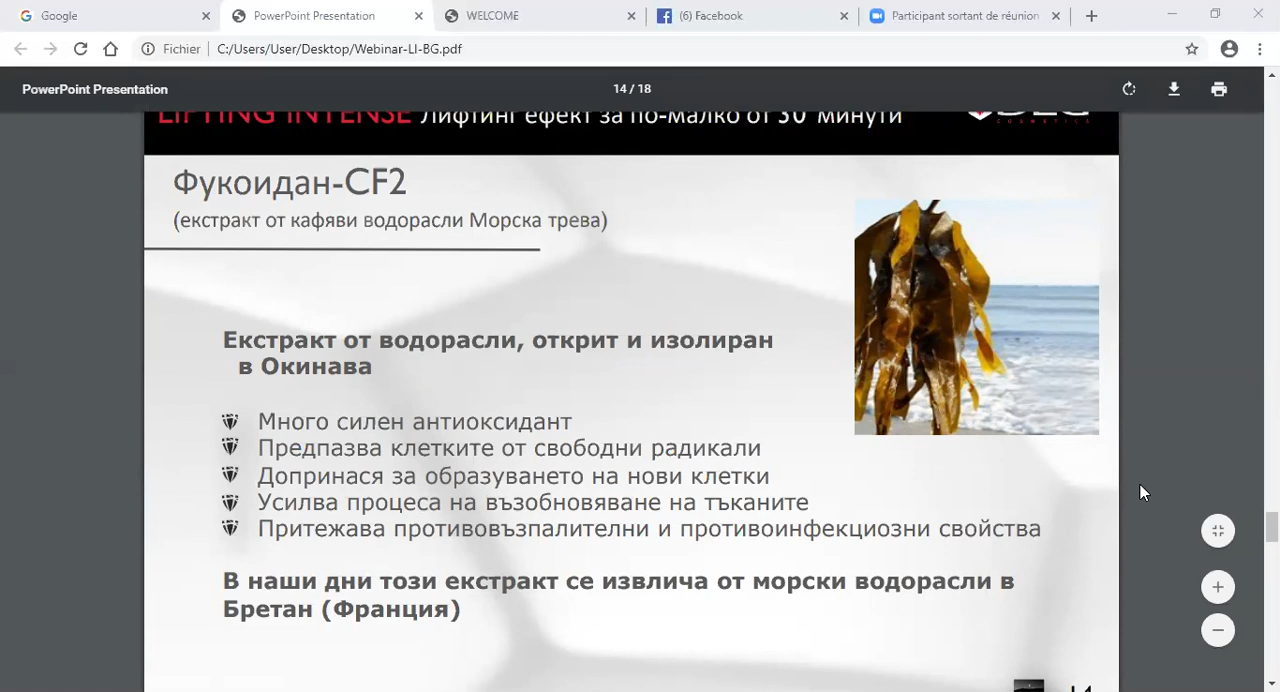 Google
PowerPoint Presentation
WELCOME
(6) Facebook
Participant sortant de réunion
Fichier
C:/Users/User/Desktop/Webinar-LI-BG.pdf
PowerPoint Presentation
14 / 18
LIFTING INTENSE Лифтинг ефект за по-малко от 30 минути
COSMETICS
Фукоидан-CF2
(екстракт от кафяви водорасли Морска трева)
Екстракт от водорасли, открит и изолиран
в Окинава
Много силен антиоксидант
Предпазва клетките от свободни радикали
Допринася за образуването на нови клетки
Усилва процеса на възобновяване на тъканите
Притежава противовъзпалителни и противоинфекциозни свойства
В наши дни този екстракт се извлича от морски водорасли в
Бретан (Франция)